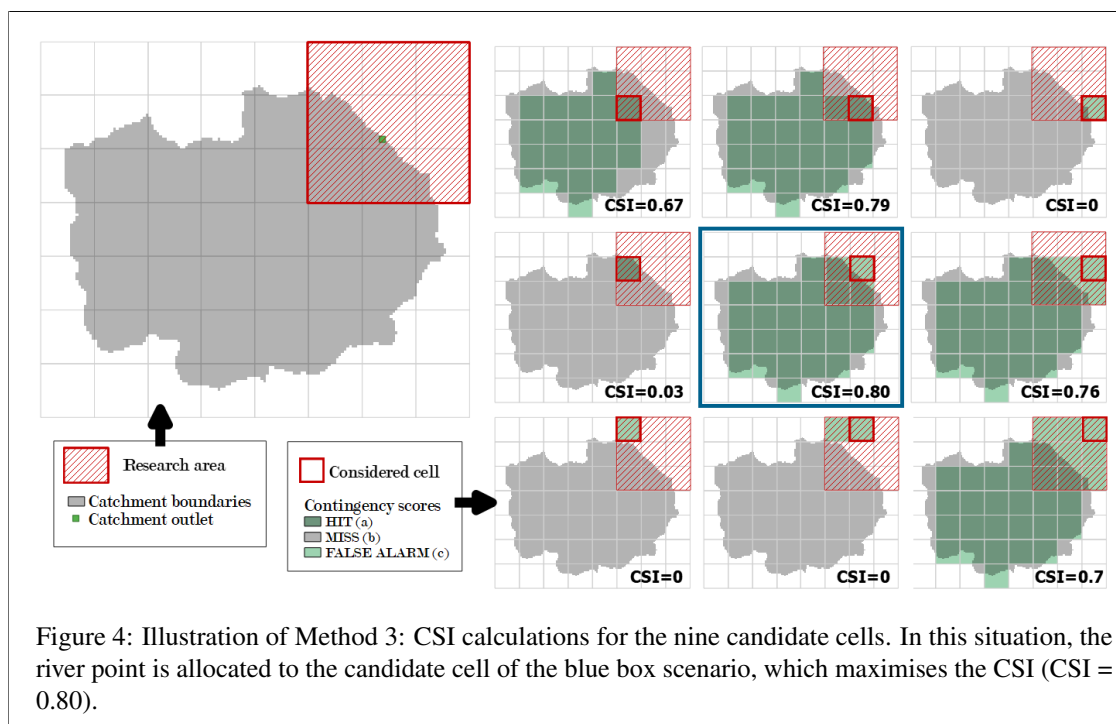 CSI=0.67
CSI=0.79
CSI=0
CSI=0.03
CSI=0.80
CSI=0.76
Research area
Catchment boundaries
Catchment outlet
Considered cell
Contingency scores
HIT (a)
MISS (b)
FALSE ALARM (c)
CSI=0
CSI=0
CSI=0.7
Figure 4: Illustration of Method 3: CSI calculations for the nine candidate cells. In this situation, the
river point is allocated to the candidate cell of the blue box scenario, which maximises the CSI (CSI =
0.80).